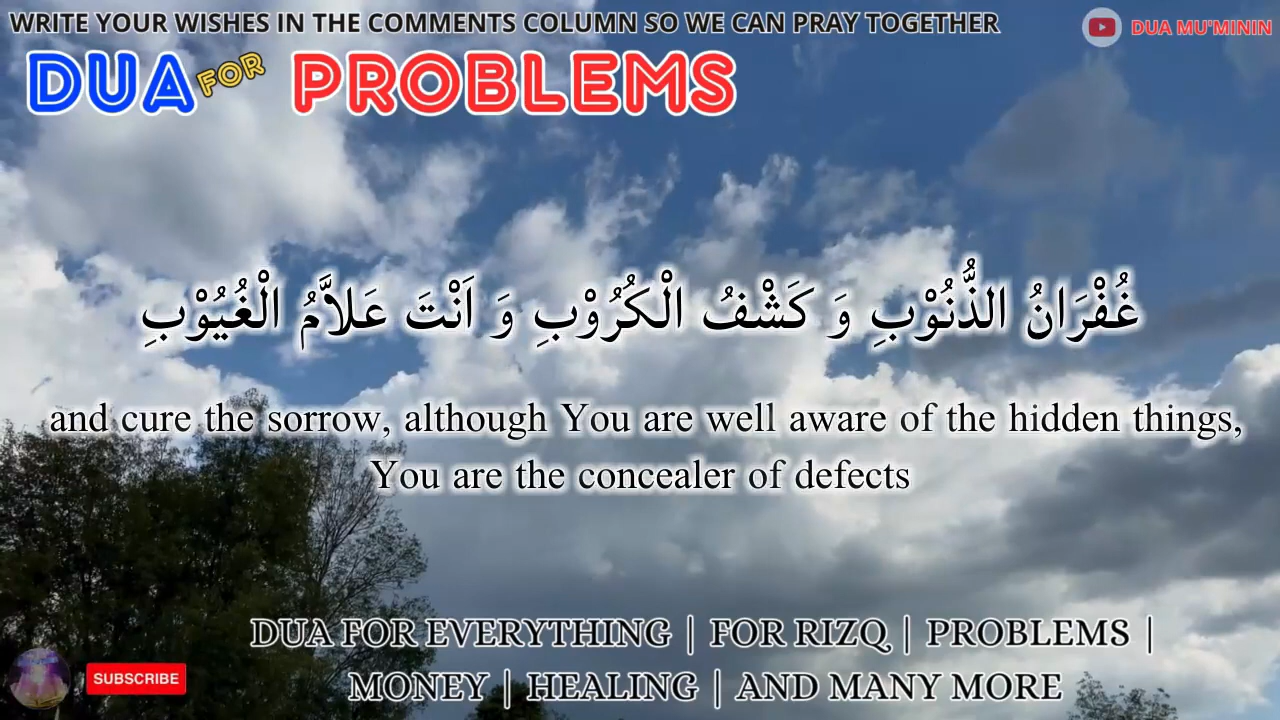 WRITE YOUR WISHES IN THE COMMENTS COLUMN SO WE CAN PRAY TOGETHER
DUA MU'MININ
DUA FOR PROBLEMS
غُفْرَانُ الذُّنُوْبِ وَ كَشْفُ الْكُرُوْبِ وَ اَنْتَ عَلاَّمُ الْغُيُوْبِ
and cure the sorrow, although You are well aware of the hidden things,
You are the concealer of defects
DUA FOR EVERYTHING | FOR RIZQ | PROBLEMS |
MONEY | HEALING | AND MANY MORE
SUBSCRIBE